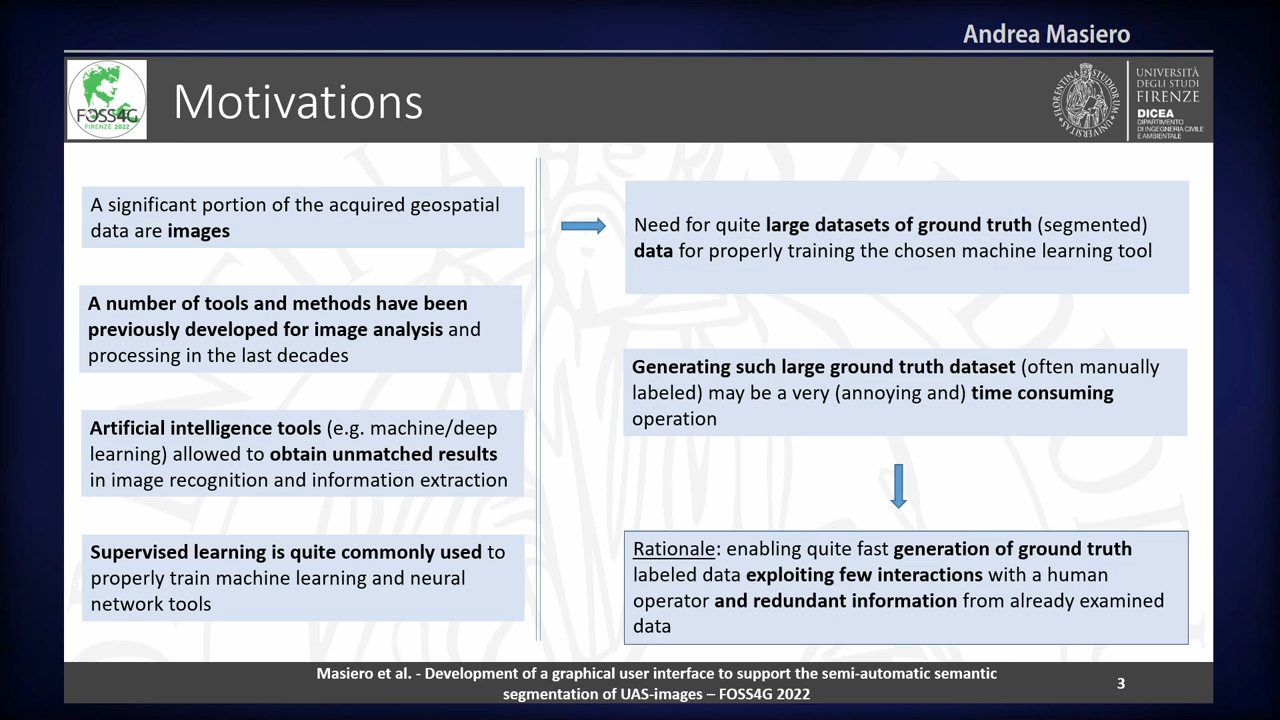 Andrea Masiero
FOSS4G
FIRENZE 2022
Motivations
UNIVERSITÀ
DEGLI STUDI
FIRENZE
DICEA
DIPARTIMENTO
DI INGEGNERIA CIVILE
E AMBIENTALE
A significant portion of the acquired geospatial
data are images
A number of tools and methods have been
previously developed for image analysis and
processing in the last decades
Artificial intelligence tools (e.g. machine/deep
learning) allowed to obtain unmatched results
in image recognition and information extraction
Supervised learning is quite commonly used to
properly train machine learning and neural
network tools
Need for quite large datasets of ground truth (segmented)
data for properly training the chosen machine learning tool
Generating such large ground truth dataset (often manually
labeled) may be a very (annoying and) time consuming
operation
Rationale: enabling quite fast generation of ground truth
labeled data exploiting few interactions with a human
operator and redundant information from already examined
data
Masiero et al. - Development of a graphical user interface to support the semi-automatic semantic
segmentation of UAS-images – FOSS4G 2022
3